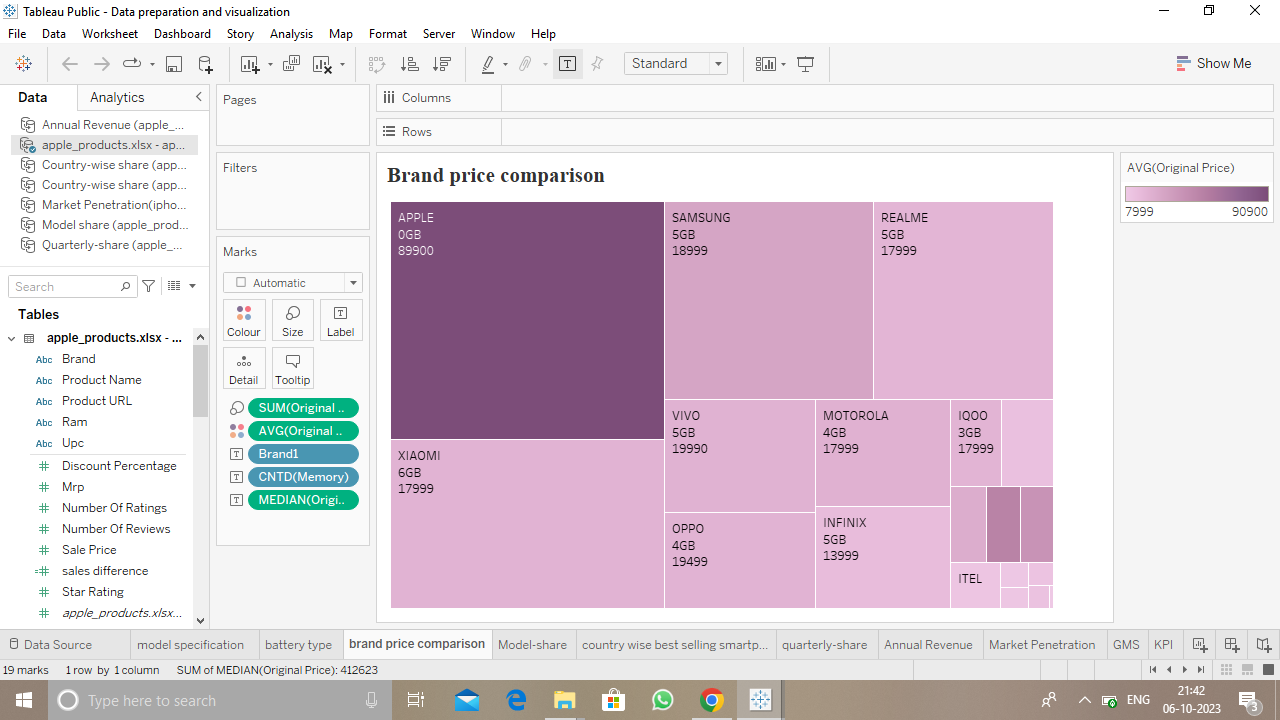 Tableau Public - Data preparation and visualization
File Data Worksheet Dashboard Story Analysis Map Format Server Window Help
Standard
Show Me
Data Analytics
Annual Revenue (apple_...
apple_products.xlsx - ap...
Country-wise share (app...
Country-wise share (app...
Market Penetration(ipho...
Model share (apple_prod...
Quarterly-share (apple_...
Search
Tables
apple_products.xlsx - ...
Abc Brand
Abc Product Name
Abc Product URL
Abc Ram
Abc Upc
Discount Percentage
Mrp
Number Of Ratings
Number Of Reviews
Sale Price
sales difference
Star Rating
apple_products.xlsx...
Pages
Filters
Marks
Automatic
Colour Size Label
Detail Tooltip
SUM(Original ..
AVG(Original ..
Brand1
CNTD(Memory)
MEDIAN(Origi..
Columns
Rows
Brand price comparison
APPLE
0GB
89900
XIAOMI
6GB
17999
SAMSUNG
5GB
18999
REALME
5GB
17999
VIVO
5GB
19990
OPPO
4GB
19499
MOTOROLA
4GB
17999
INFINIX
5GB
13999
IQOO
3GB
17999
ITEL
AVG(Original Price)
7999 90900
Data Source model specification battery type brand price comparison Model-share country wise best selling smartp... quarterly-share Annual Revenue Market Penetration GMS KPI
19 marks 1 row by 1 column SUM of MEDIAN(Original Price): 412623
Type here to search
ENG
21:42
06-10-2023
3